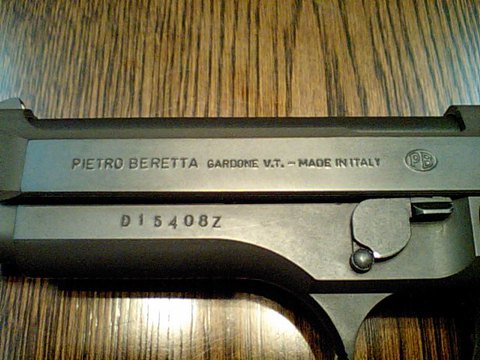 PIETRO BERETTA GARDONE V.T. - MADE IN ITALY PB
D15408Z